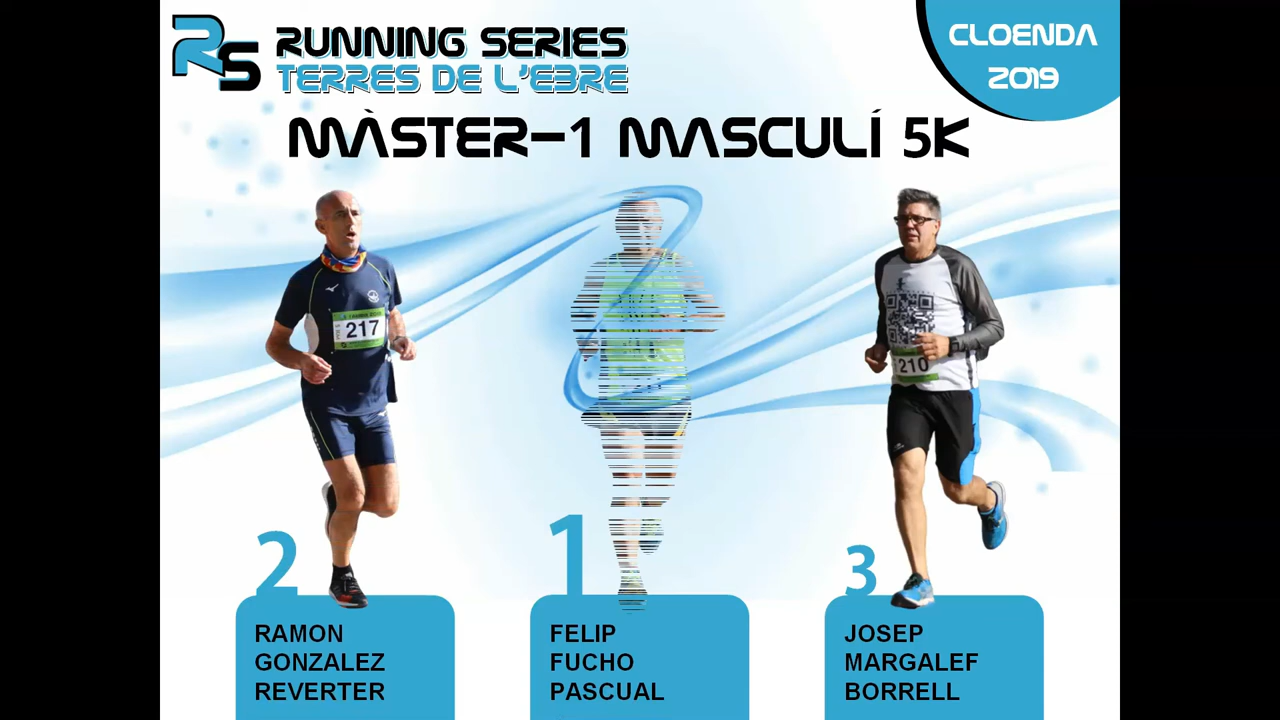 RS RUNNING SERIES
TERRES DE L'EBRE
CLOENDA
2019
MÀSTER-1 MASCULÍ 5K
217
210
2
1
3
RAMON
GONZALEZ
REVERTER
FELIP
FUCHO
PASCUAL
JOSEP
MARGALEF
BORRELL